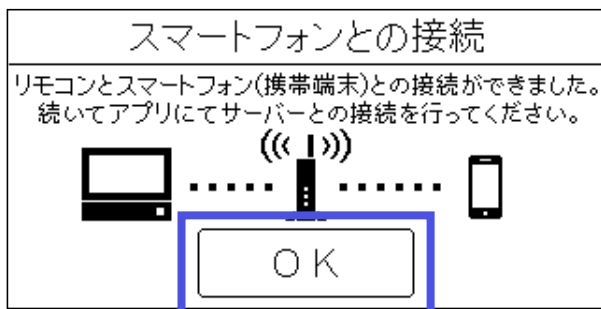 スマートフォンとの接続
リモコンとスマートフォン(携帯端末)との接続ができました。
続いてアプリにてサーバーとの接続を行ってください。
OK